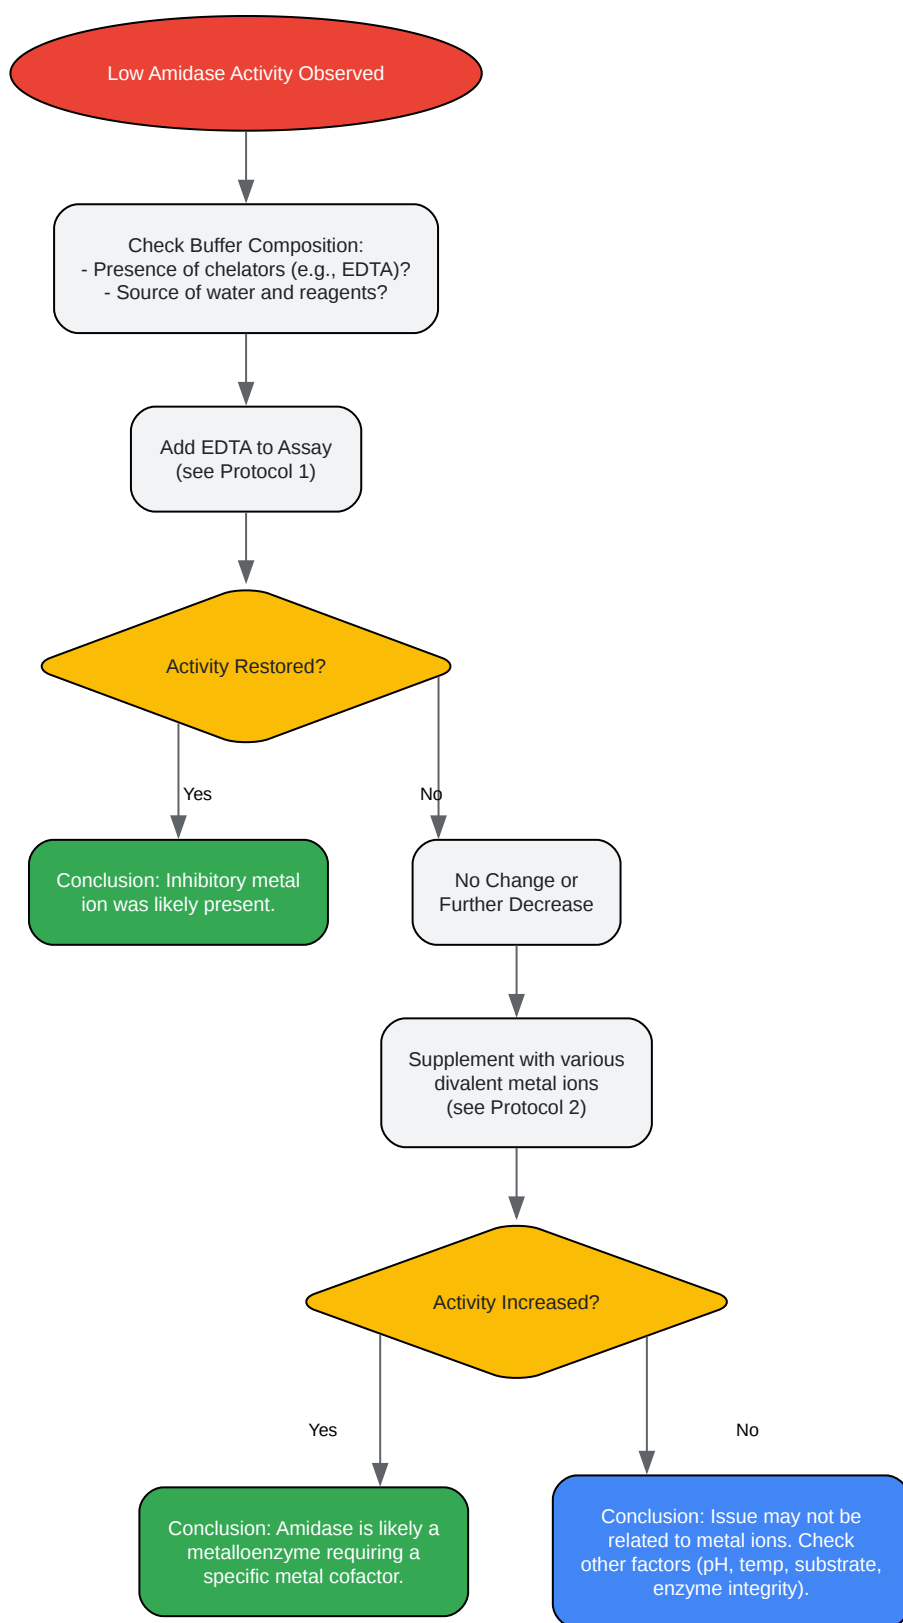 Low Amidase Activity Observed
Check Buffer Composition:
- Presence of chelators (e.g., EDTA)?
- Source of water and reagents?
Add EDTA to Assay
(see Protocol 1)
Activity Restored?
Yes
No
Conclusion: Inhibitory metal
ion was likely present.
No Change or
Further Decrease
Supplement with various
divalent metal ions
(see Protocol 2)
Activity Increased?
Yes
No
Conclusion: Amidase is likely a
metalloenzyme requiring a
specific metal cofactor.
Conclusion: Issue may not be
related to metal ions. Check
other factors (pH, temp, substrate,
enzyme integrity).